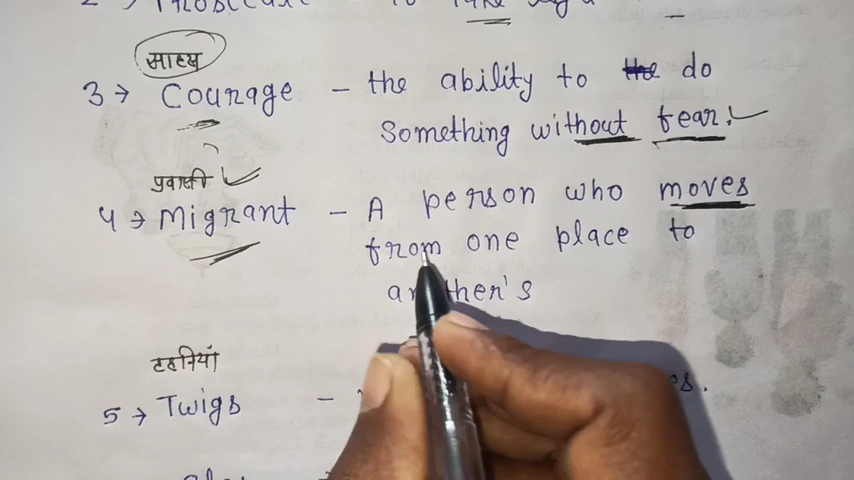 साहस
3 → Courage – the ability to do
something without fear.
प्रवासी
4 → Migrant – A person who moves
from one place to
another's
टहनियाँ
5 → Twigs –